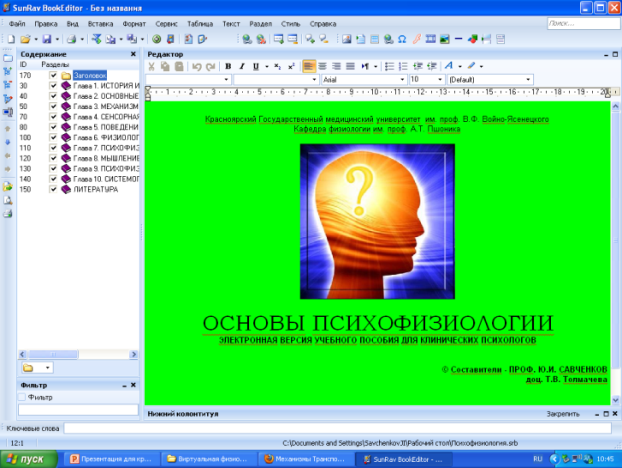 SunRav BookEditor - Без названия
Файл Правка Вид Вставка Формат Сервис Таблица Текст Раздел Стиль Справка
Поиск...
Содержание
Редактор
ID Разделы
170 Заголовок
30 Глава 1. ИСТОРИЯ И
40 Глава 2. ОСНОВНЫЕ
50 Глава 3. МЕХАНИЗМ
70 Глава 4. СЕНСОРНАЯ
80 Глава 5. ПОВЕДЕНИ
100 Глава 6. ФИЗИОЛОГ
110 Глава 7. ПСИХОФИЗ
120 Глава 8. МЫШЛЕНИЕ
130 Глава 9. ПСИХОФИЗ
140 Глава 10. СИСТЕМОГ
150 ЛИТЕРАТУРА
Arial 10 (Default)
Красноярский Государственный медицинский университет им. проф. В.Ф. Войно-Ясенецкого
Кафедра физиологии им. проф. А.Т. Пшоника
?
ОСНОВЫ ПСИХОФИЗИОЛОГИИ
ЭЛЕКТРОННАЯ ВЕРСИЯ УЧЕБНОГО ПОСОБИЯ ДЛЯ КЛИНИЧЕСКИХ ПСИХОЛОГОВ
© Составители - ПРОФ. Ю.И. САВЧЕНКОВ
доц. Т.В. Толмачева
Фильтр
Фильтр
Нижний колонтитул
Закрепить
Ключевые слова
12:1
C:\Documents and Settings\SavchenkovJI\Рабочий стол\Психофизиология.srb
пуск
Презентация для кр...
Виртуальная физио...
Механизмы Транспо...
SunRav BookEditor - ...
RU
10:45